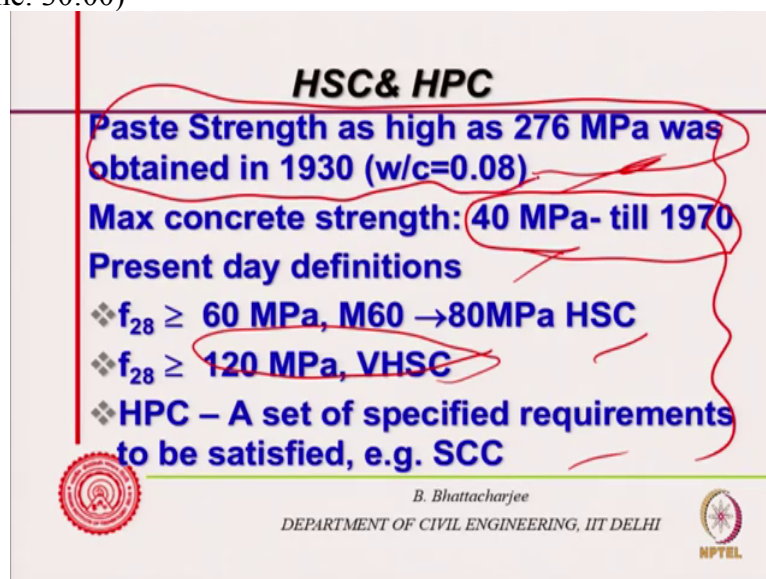 HSC& HPC
Paste Strength as high as 276 MPa was
obtained in 1930 (w/c=0.08)
Max concrete strength: 40 MPa- till 1970
Present day definitions
❖f28 ≥ 60 MPa, M60 →80MPa HSC
❖f28 ≥ 120 MPa, VHSC
❖HPC – A set of specified requirements
to be satisfied, e.g. SCC
B. Bhattacharjee
DEPARTMENT OF CIVIL ENGINEERING, IIT DELHI
NPTEL